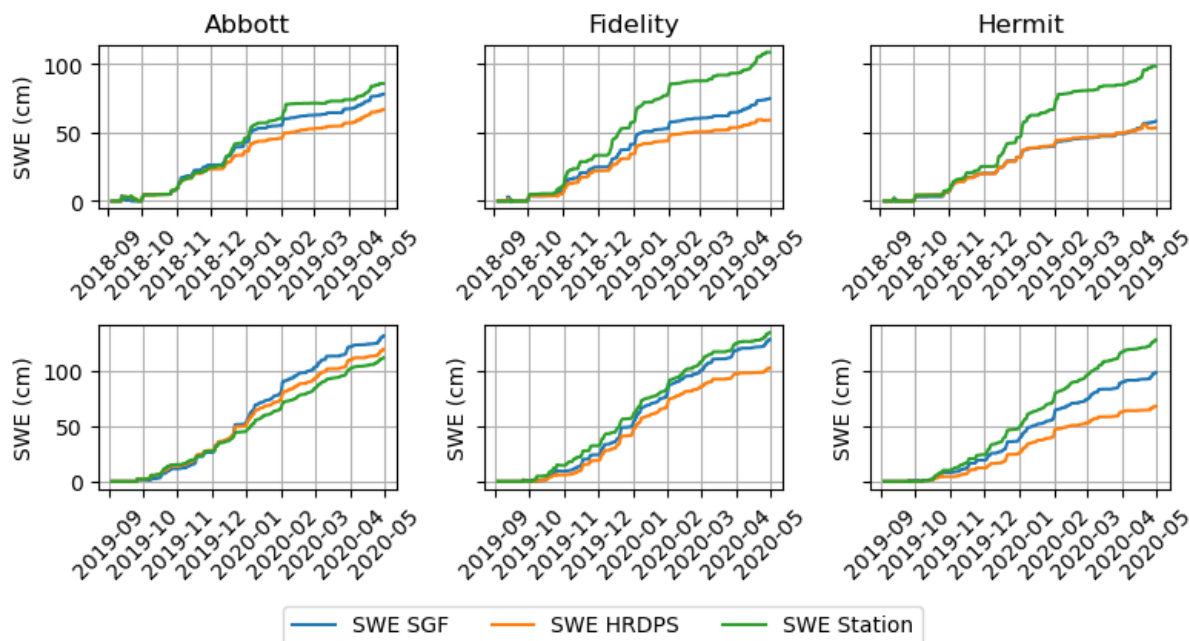 Abbott Fidelity Hermit
SWE (cm)
100
50
0
2018-09 2018-10 2018-11 2018-12 2019-01 2019-02 2019-03 2019-04 2019-05
2018-09 2018-10 2018-11 2018-12 2019-01 2019-02 2019-03 2019-04 2019-05
2018-09 2018-10 2018-11 2018-12 2019-01 2019-02 2019-03 2019-04 2019-05
SWE (cm) SWE (cm) SWE (cm)
100
50
0
2019-09 2019-10 2019-11 2019-12 2020-01 2020-02 2020-03 2020-04 2020-05
2019-09 2019-10 2019-11 2019-12 2020-01 2020-02 2020-03 2020-04 2020-05
2019-09 2019-10 2019-11 2019-12 2020-01 2020-02 2020-03 2020-04 2020-05
SWE SGF SWE HRDPS SWE Station